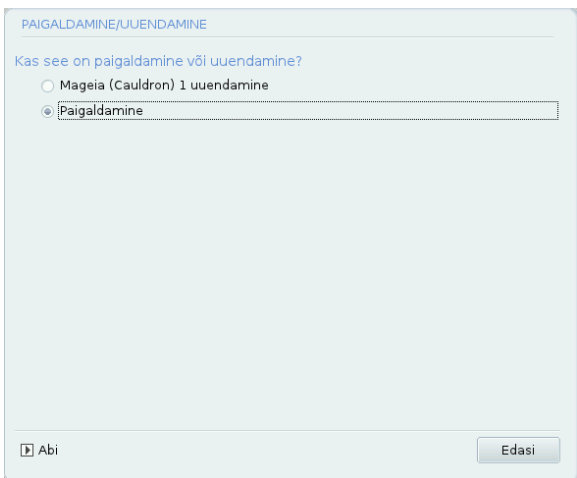 PAIGALDAMINE/UUENDAMINE
Kas see on paigaldamine või uuendamine?
Mageia (Cauldron) 1 uuendamine
Paigaldamine
Abi
Edasi